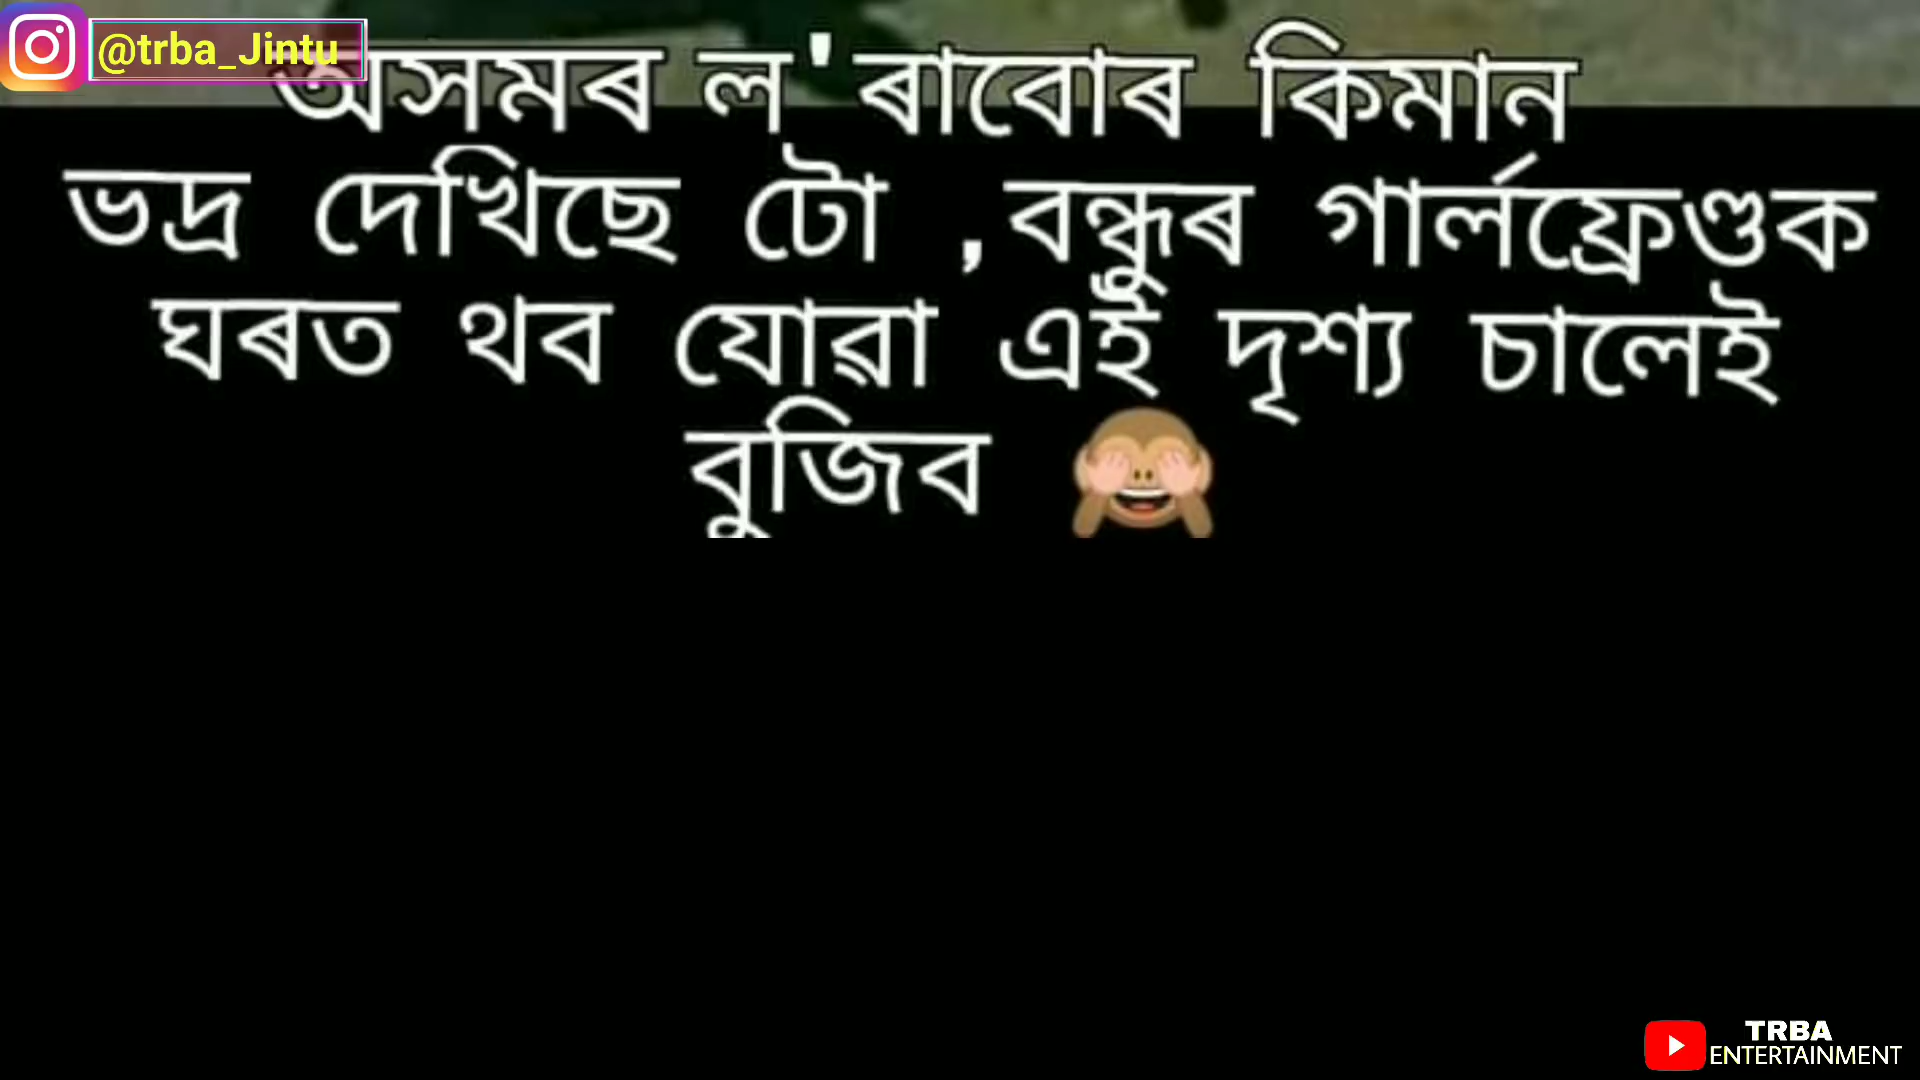 @trba_Jintu
অসমৰ ল'ৰাবোৰ কিমান
ভদ্ৰ দেখিছে টো ,বন্ধুৰ গাৰ্লফ্ৰেণ্ডক
ঘৰত থব যোৱা এই দৃশ্য চালেই
বুজিব 🙈
TRBA
ENTERTAINMENT